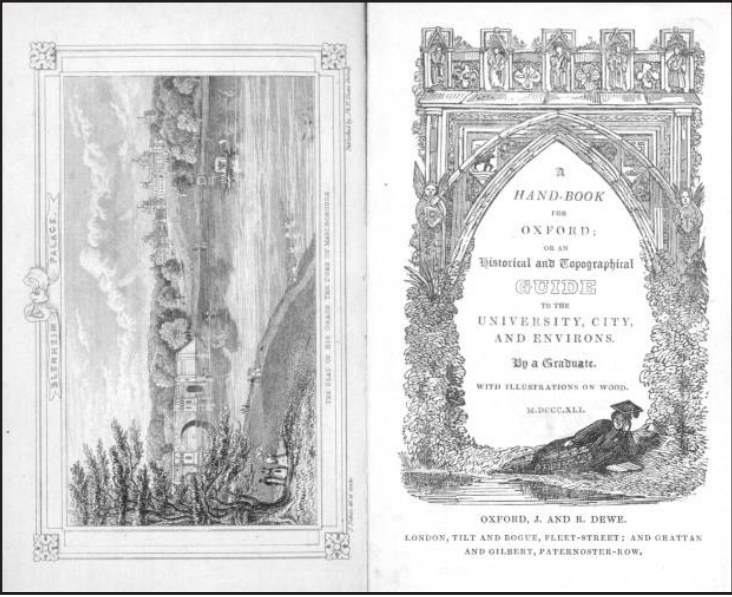 BLENHEIM PALACE.
THE SEAT OF HIS GRACE THE DUKE OF MARLBOROUGH.
A
HAND-BOOK
FOR
OXFORD;
OR AN
Historical and Topographical
GUIDE
TO THE
UNIVERSITY, CITY,
AND ENVIRONS.
By a Graduate.
WITH ILLUSTRATIONS ON WOOD.
M.DCCC.XLI.
OXFORD, J. AND R. DEWE.
LONDON, TILT AND BOGUE, FLEET-STREET; AND GRATTAN
AND GILBERT, PATERNOSTER-ROW.